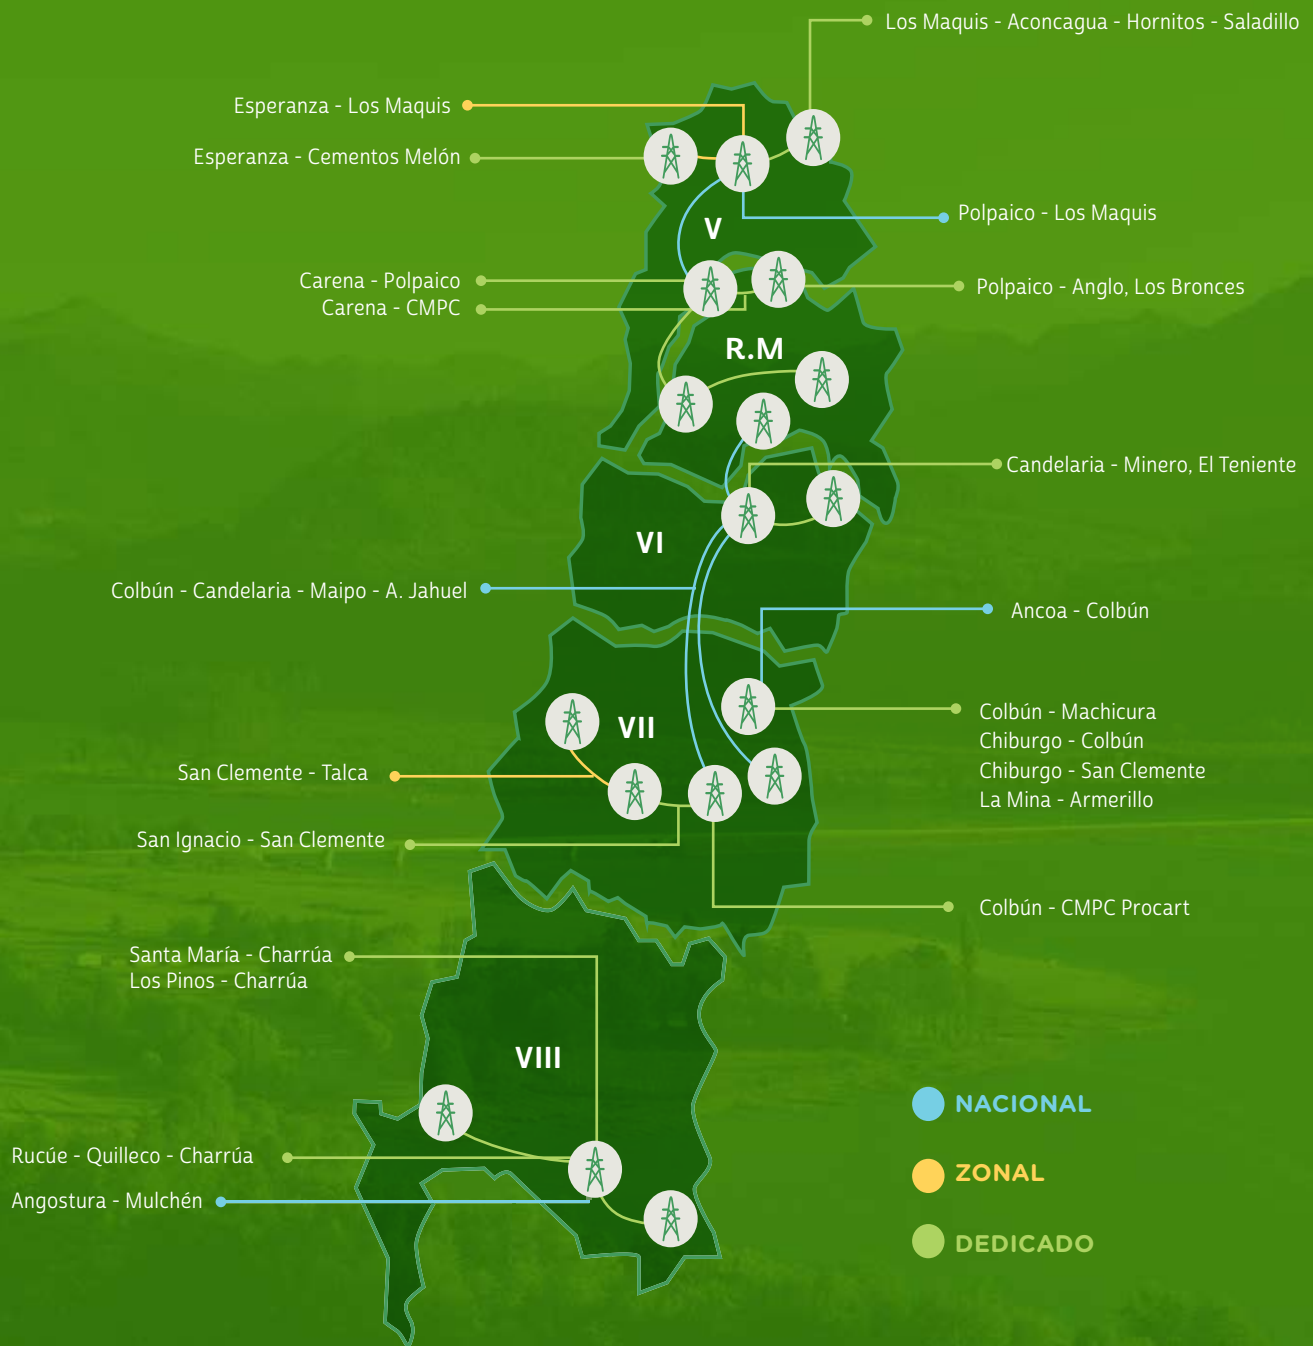 Los Maquis - Aconcagua - Hornitos - Saladillo
Esperanza - Los Maquis
Esperanza - Cementos Melón
Polpaico - Los Maquis
V
Carena - Polpaico
Carena - CMPC
Polpaico - Anglo, Los Bronces
R.M
Candelaria - Minero, El Teniente
VI
Colbún - Candelaria - Maipo - A. Jahuel
Ancoa - Colbún
VII
Colbún - Machicura
Chiburgo - Colbún
Chiburgo - San Clemente
La Mina - Armerillo
San Clemente - Talca
San Ignacio - San Clemente
Colbún - CMPC Procart
Santa María - Charrúa
Los Pinos - Charrúa
VIII
NACIONAL
Rucúe - Quilleco - Charrúa
ZONAL
Angostura - Mulchén
DEDICADO